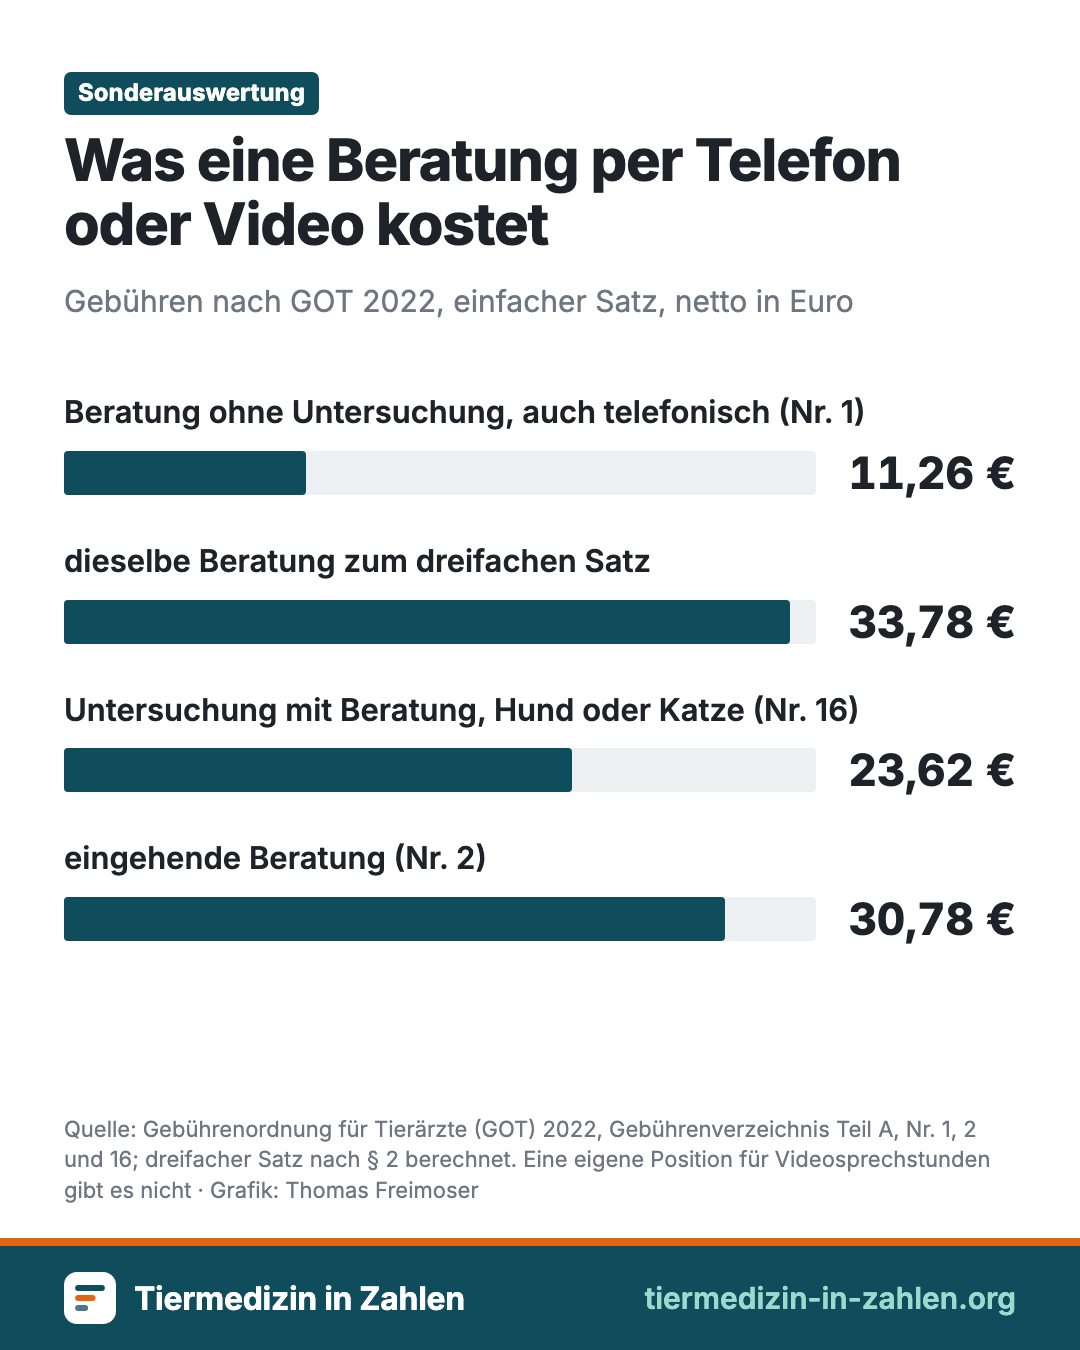 Sonderauswertung
Was eine Beratung per Telefon
oder Video kostet
Gebühren nach GOT 2022, einfacher Satz, netto in Euro
Beratung ohne Untersuchung, auch telefonisch (Nr. 1)
11,26 €
dieselbe Beratung zum dreifachen Satz
33,78 €
Untersuchung mit Beratung, Hund oder Katze (Nr. 16)
23,62 €
eingehende Beratung (Nr. 2)
30,78 €
Quelle: Gebührenordnung für Tierärzte (GOT) 2022, Gebührenverzeichnis Teil A, Nr. 1, 2
und 16; dreifacher Satz nach § 2 berechnet. Eine eigene Position für Videosprechstunden
gibt es nicht · Grafik: Thomas Freimoser
Tiermedizin in Zahlen
tiermedizin-in-zahlen.org